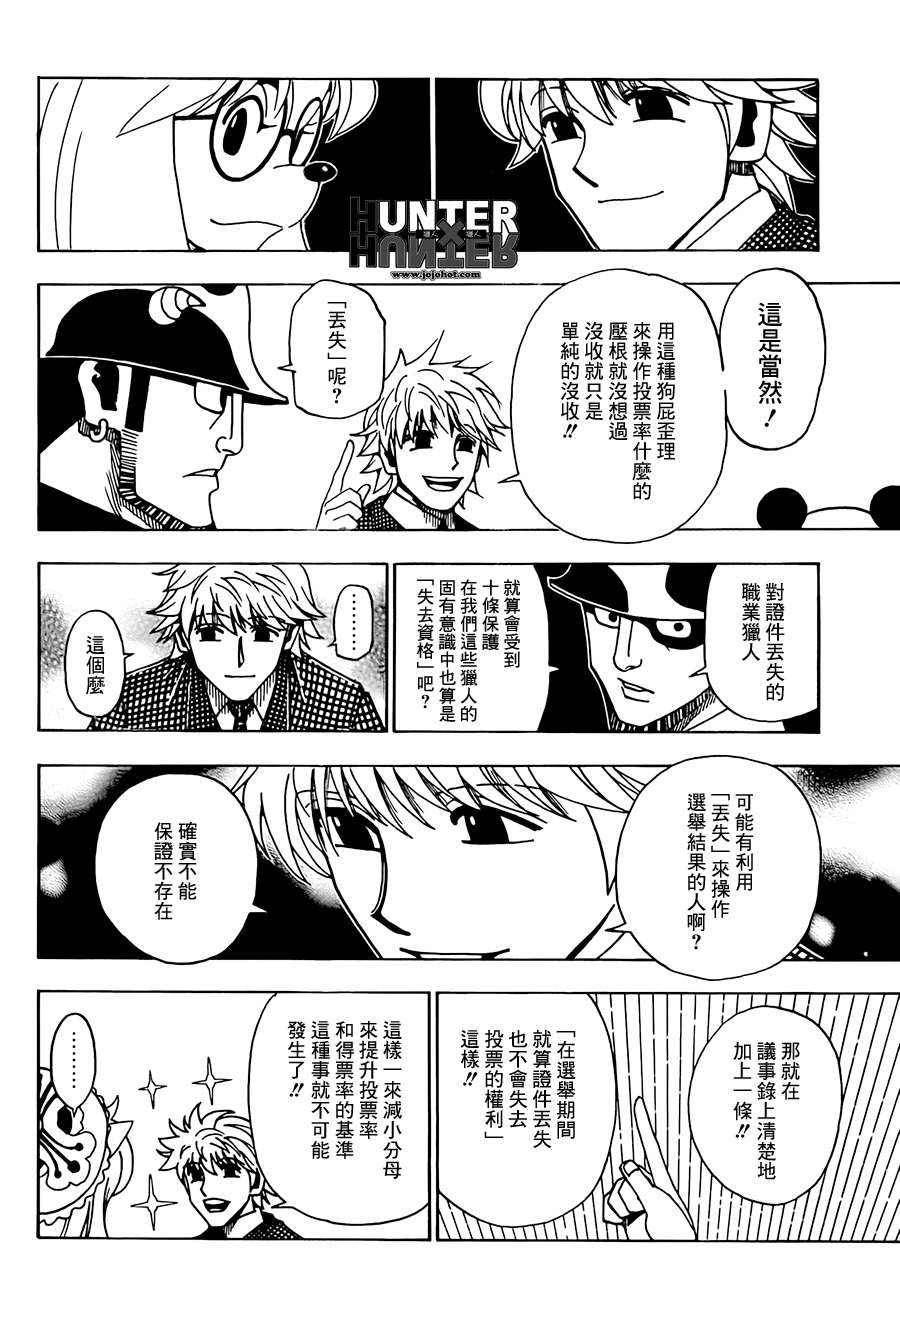 HUNTER
獵人 獵人
HUNTER
www.jojohot.com
這是當然！
用這種狗屁歪理
來操作投票率什麼的
壓根就沒想過
沒收就只是
單純的沒收!!
「丟失」呢?
對證件丟失的
職業獵人
就算會受到
十條保護
在我們這些獵人的
固有意識中也算是
「失去資格」吧?
………
這個麼
可能有利用
「丟失」來操作
選舉結果的人啊?
確實不能
保證不存在
那就在
議事錄上清楚地
加上一條!!
「在選舉期間
就算證件丟失
也不會失去
投票的權利」
這樣!!
這樣一來減小分母
來提升投票率
和得票率的基準
這種事就不可能
發生了!!
………